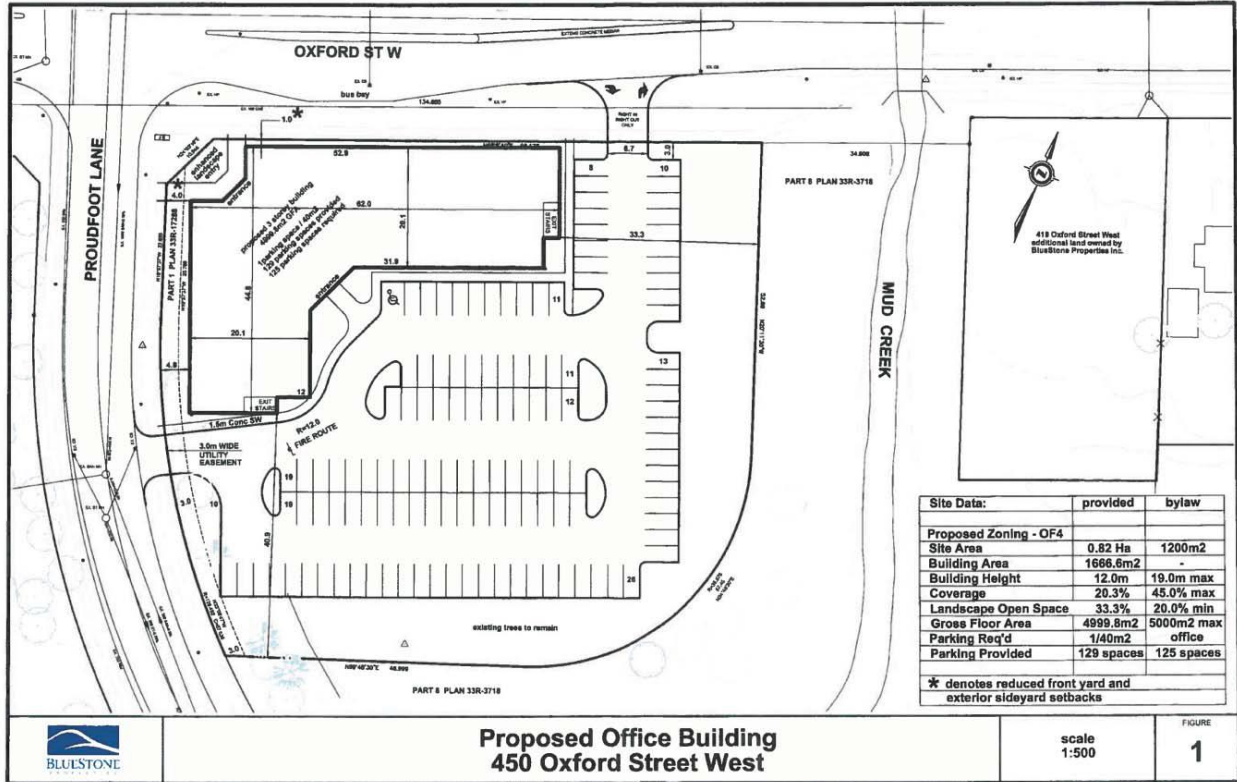 OXFORD ST W
EXTEND CONCRETE MEDIAN
bus bay
134.600
1.0
RIGHT IN
RIGHT OUT
ONLY
PROUDFOOT LANE
enhanced
landscape
entry
4.0
entrance
52.9
8.7
3.0
8
10
34.606
PART 8 PLAN 33R-3718
proposed 3 storey building
4999.8m2 GFA
1parking space / 40m2
129 parking spaces provided
125 parking spaces required
62.0
EXIT
STAIRS
33.3
PART 1 PLAN 33R-17288
44.8
31.9
entrance
11
20.1
4.8
MUD CREEK
13
11
12
12
EXIT
STAIRS
1.5m Conc SW
R=12.0
FIRE ROUTE
3.0m WIDE
UTILITY
EASEMENT
3.0
10
19
40.9
26
existing trees to remain
3.0
PART 8 PLAN 33R-3718
419 Oxford Street West
additional land owned by
BlueStone Properties Inc.
Site Data: provided bylaw
Proposed Zoning - OF4
Site Area 0.82 Ha 1200m2
Building Area 1666.6m2 -
Building Height 12.0m 19.0m max
Coverage 20.3% 45.0% max
Landscape Open Space 33.3% 20.0% min
Gross Floor Area 4999.8m2 5000m2 max
Parking Req'd 1/40m2 office
Parking Provided 129 spaces 125 spaces
* denotes reduced front yard and
exterior sideyard setbacks
BLUESTONE
PROPERTIES
Proposed Office Building
450 Oxford Street West
scale
1:500
FIGURE
1